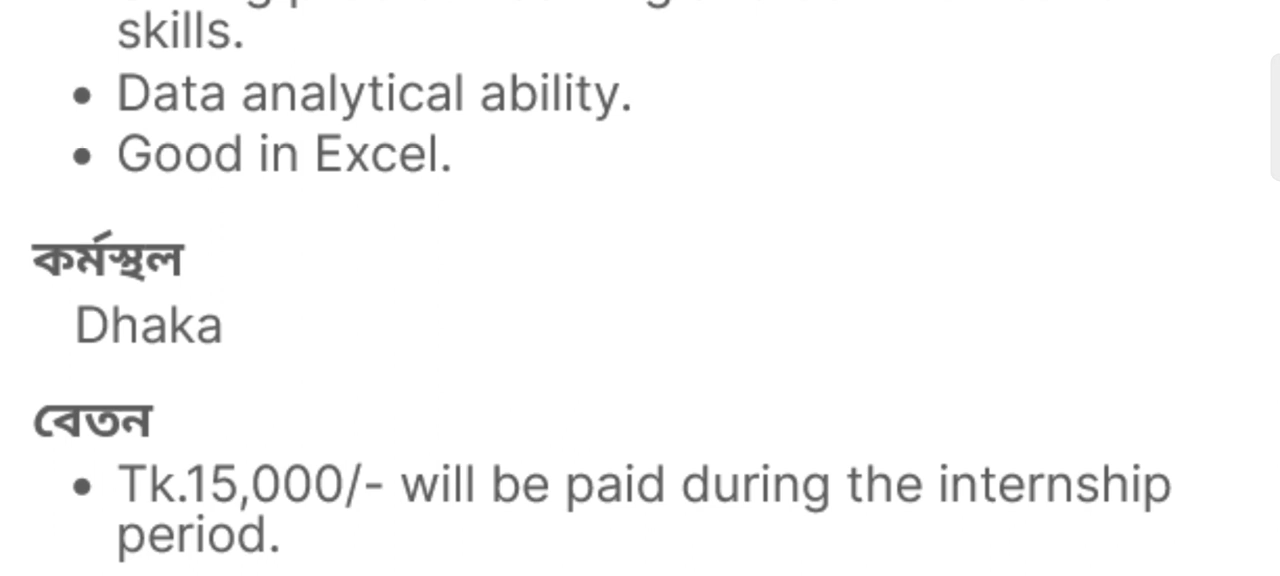 skills.
• Data analytical ability.
• Good in Excel.
কর্মস্থল
Dhaka
বেতন
• Tk.15,000/- will be paid during the internship
period.